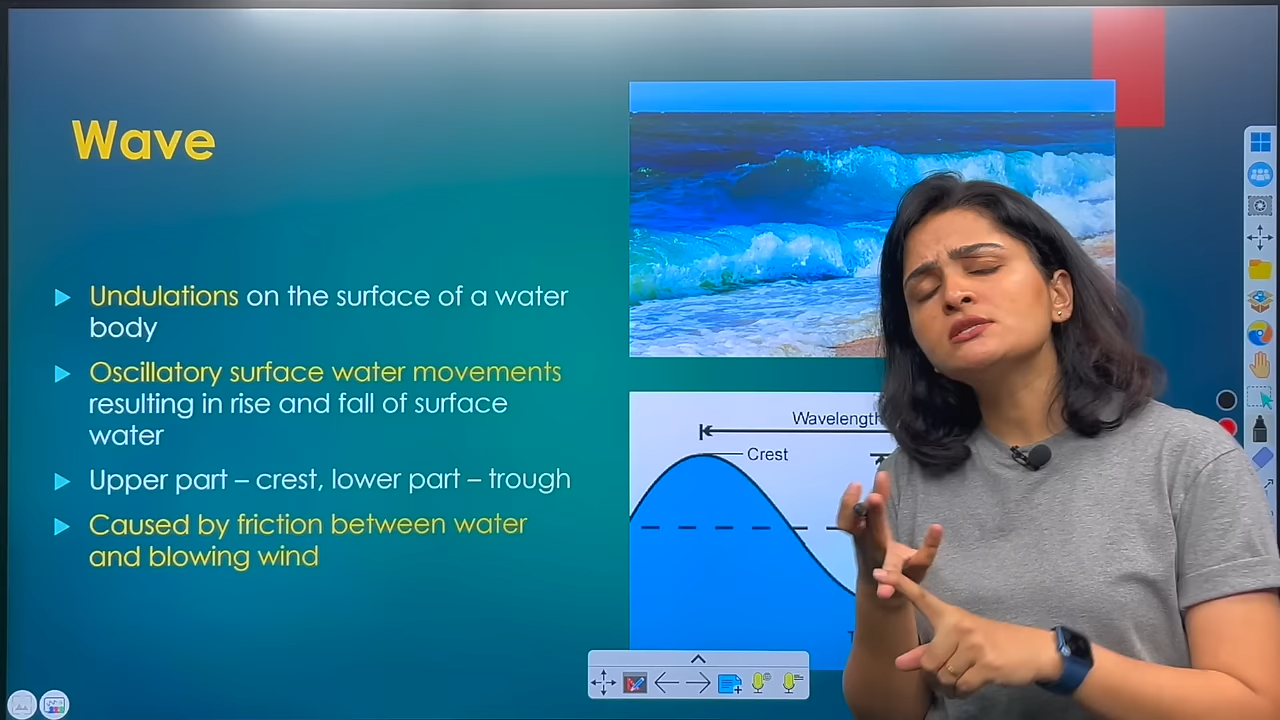 Wave
Undulations on the surface of a water
body
Oscillatory surface water movements
resulting in rise and fall of surface
water
Upper part – crest, lower part – trough
Caused by friction between water
and blowing wind
Wavelength
Crest